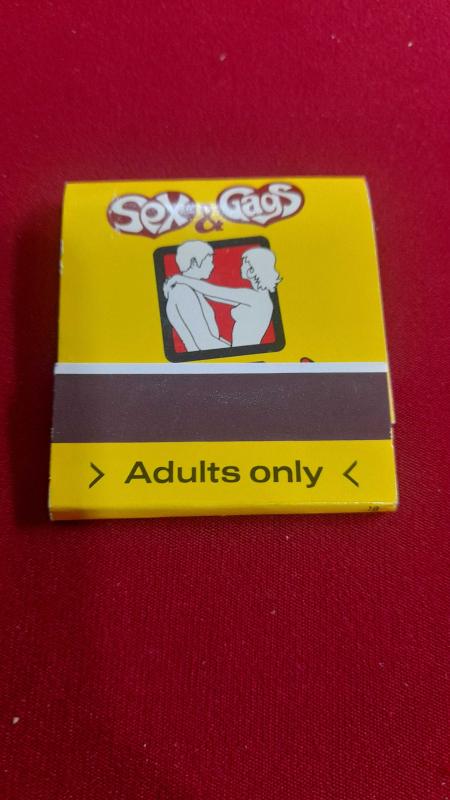 Sex & Gags
> Adults only <